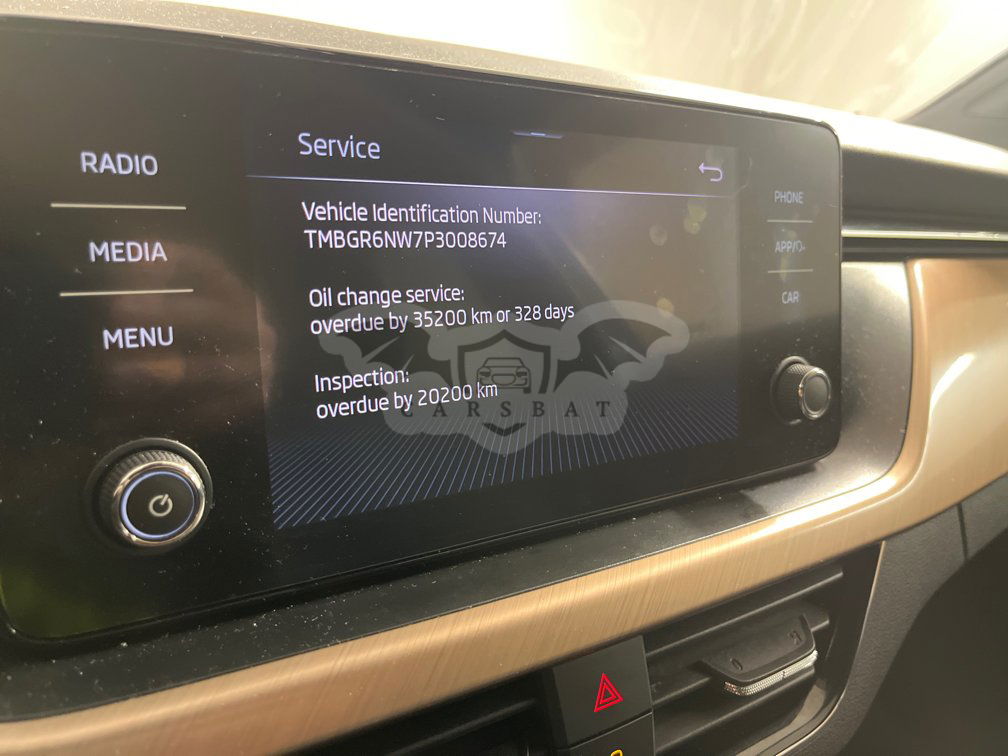 Service
RADIO
MEDIA
MENU
Vehicle Identification Number:
TMBGR6NW7P3008674
Oil change service:
overdue by 35200 km or 328 days
Inspection:
overdue by 20200 km
PHONE
APP/
CAR
CARSBAT